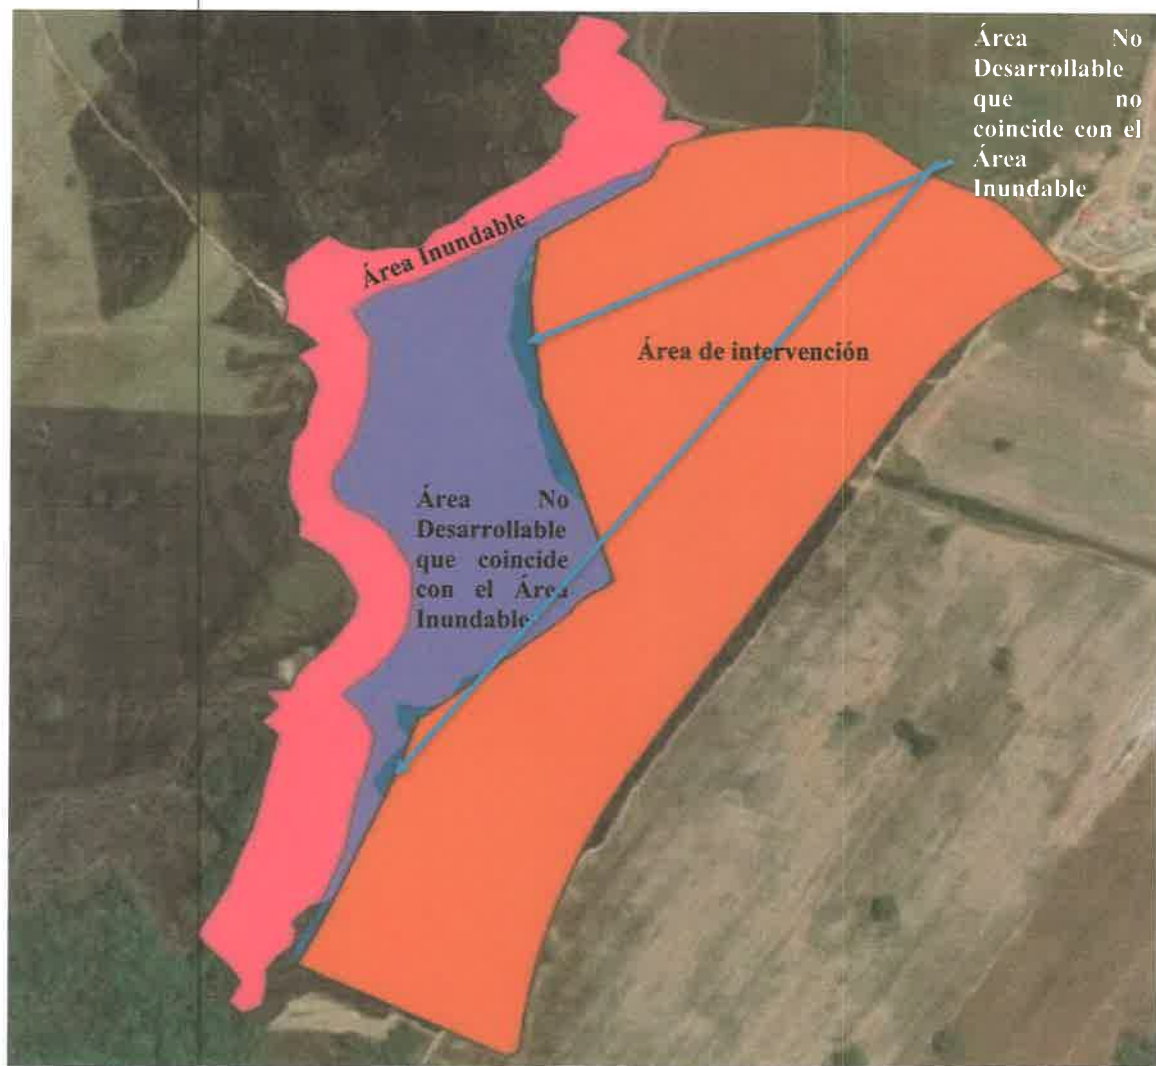 Área No
Desarrollable
que no
coincide con el
Área
Inundable
Área Inundable
Área de intervención
Área No
Desarrollable
que coincide
con el Área
Inundable